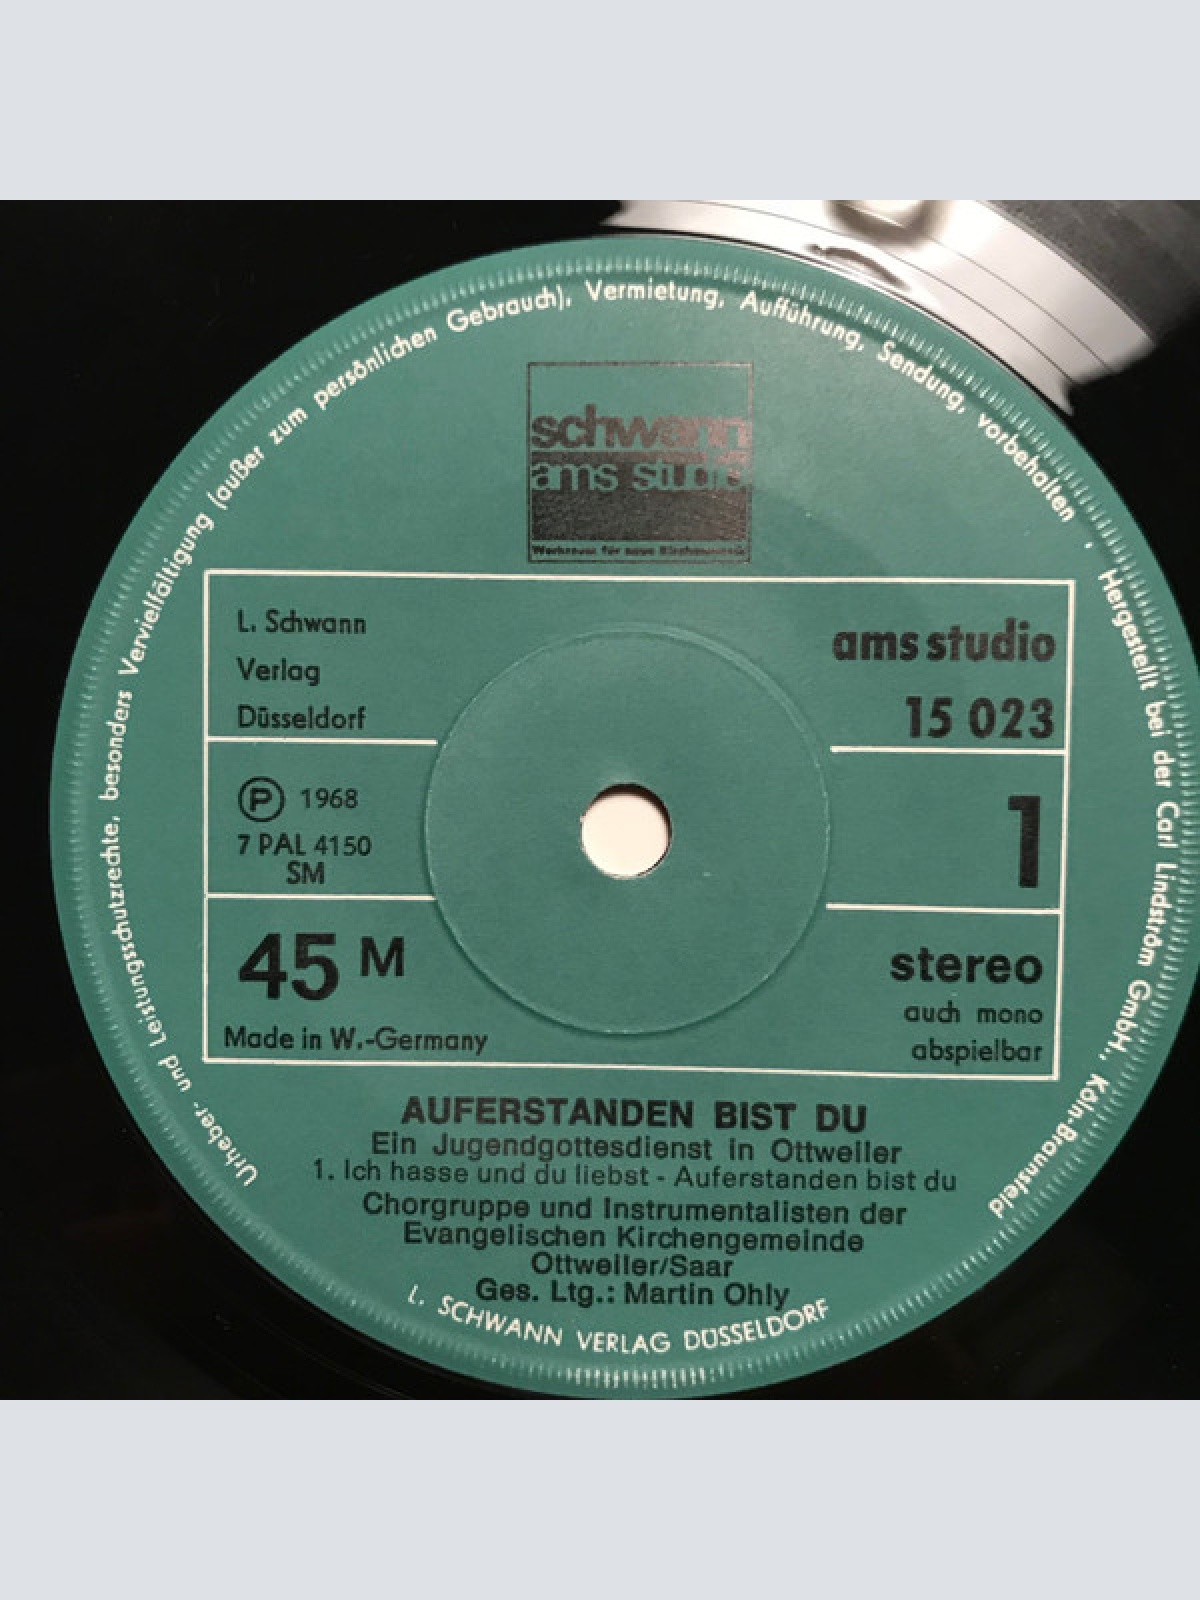 Urheber- und Leistungsschutzrechte, besonders Vervielfältigung (außer zum persönlichen Gebrauch), Vermietung, Aufführung, Sendung, vorbehalten . Hergestellt bei der Carl Lindström GmbH., Köln-Braunsfeld
schwann
ams studio
Werkraum für neue Kirchenmusik
L. Schwann
Verlag
Düsseldorf
ams studio
15 023
Ⓟ 1968
7 PAL 4150
SM
1
45 M
Made in W.-Germany
stereo
auch mono
abspielbar
AUFERSTANDEN BIST DU
Ein Jugendgottesdienst in Ottweiler
1. Ich hasse und du liebst - Auferstanden bist du
Chorgruppe und Instrumentalisten der
Evangelischen Kirchengemeinde
Ottweiler/Saar
Ges. Ltg.: Martin Ohly
L. SCHWANN VERLAG DÜSSELDORF